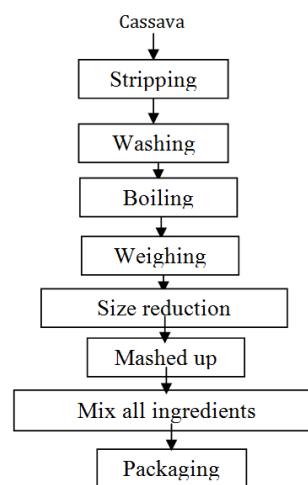 Cassava
Stripping
Washing
Boiling
Weighing
Size reduction
Mashed up
Mix all ingredients
Packaging